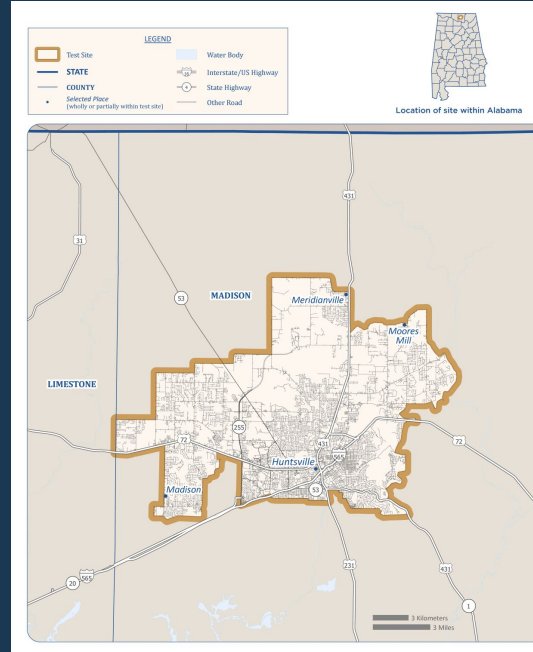 LEGEND
Test Site
STATE
COUNTY
Selected Place
(wholly or partially within test site)
Water Body
Interstate/US Highway
4
State Highway
Other Road
Location of site within Alabama
431
31
53
MADISON
Meridianville
Moores
Mill
LIMESTONE
255
72
431
565
72
Huntsville
53
Madison
231
431
20
565
1
3 Kilometers
3 Miles